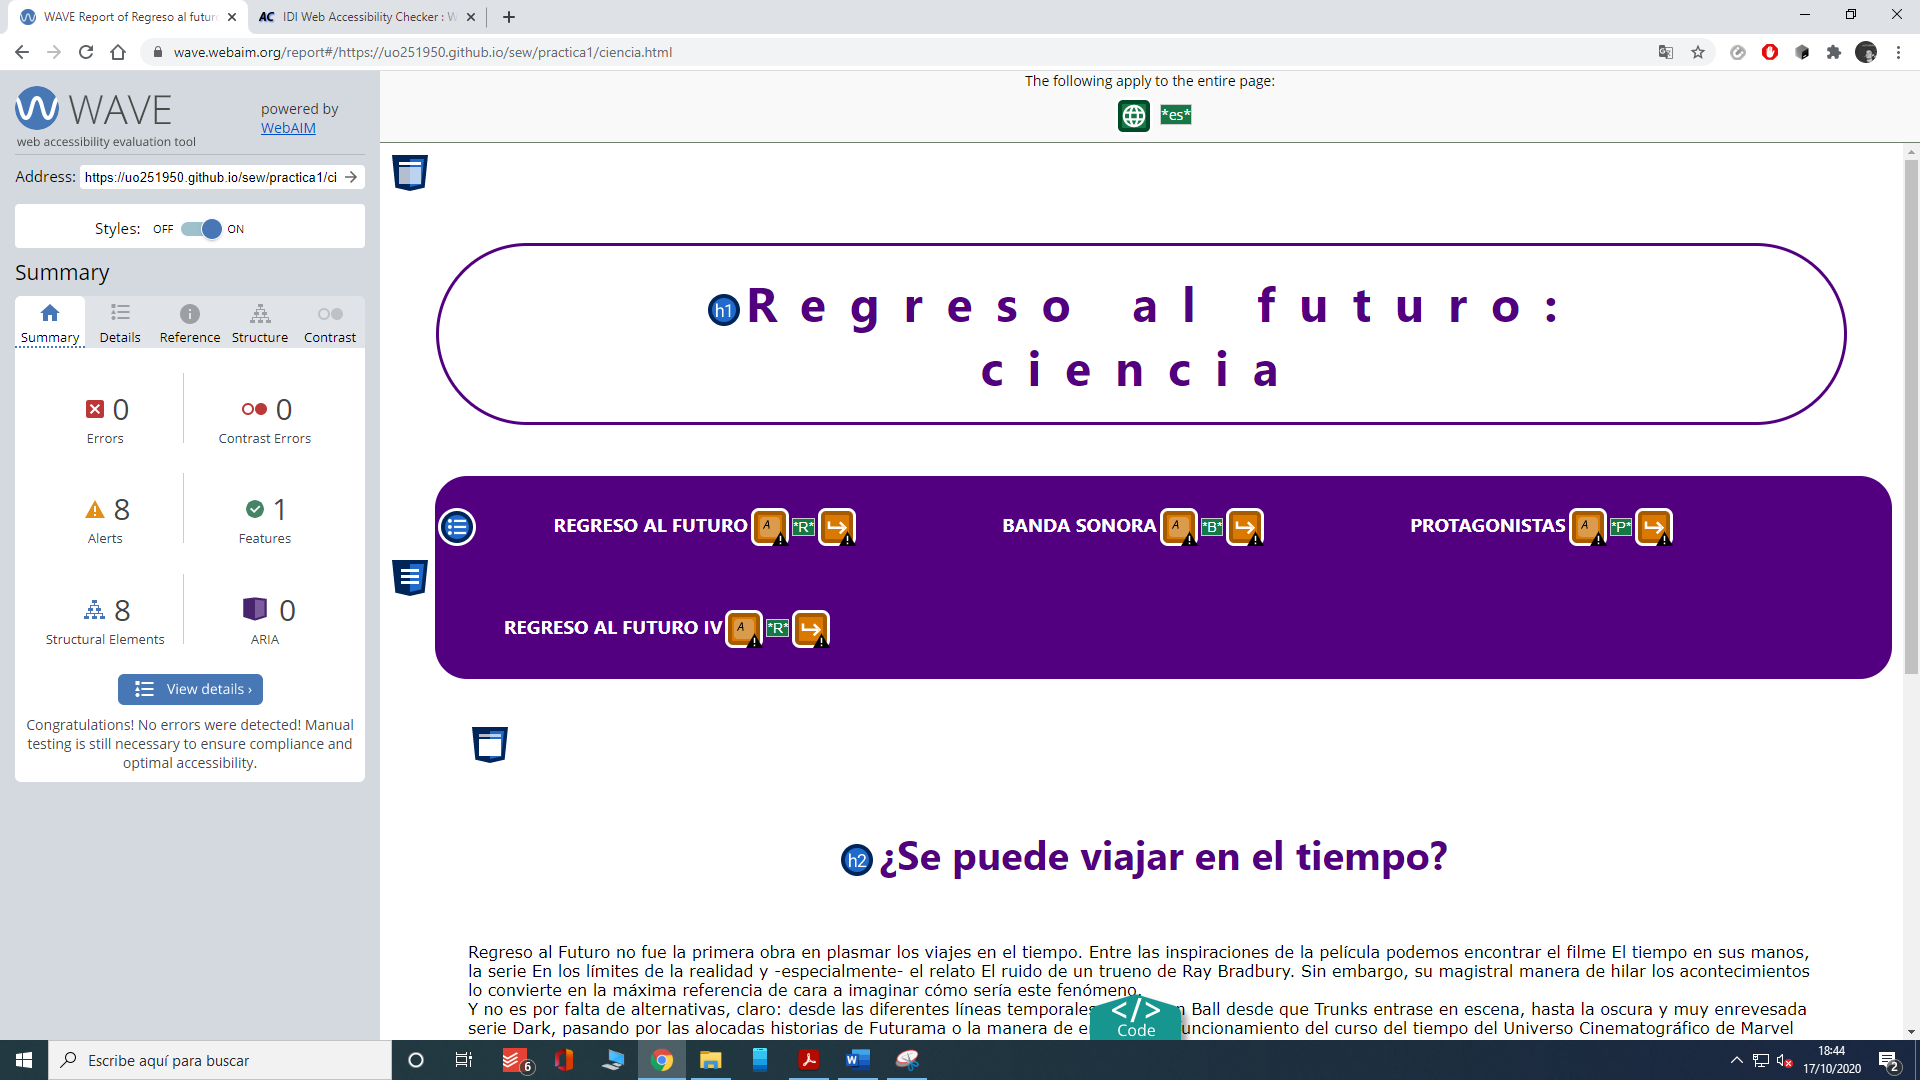 WAVE Report of Regreso al futuro
IDI Web Accessibility Checker : W
wave.webaim.org/report#/https://uo251950.github.io/sew/practica1/ciencia.html
WAVE
web accessibility evaluation tool
powered by
WebAIM
Address: https://uo251950.github.io/sew/practica1/ci
Styles: OFF ON
Summary
Summary Details Reference Structure Contrast
0 Errors
0 Contrast Errors
8 Alerts
1 Features
8 Structural Elements
0 ARIA
View details ›
Congratulations! No errors were detected! Manual
testing is still necessary to ensure compliance and
optimal accessibility.
The following apply to the entire page:
*es*
h1 Regreso al futuro:
ciencia
REGRESO AL FUTURO A *R* BANDA SONORA A *B* PROTAGONISTAS A *P*
REGRESO AL FUTURO IV A *R*
h2 ¿Se puede viajar en el tiempo?
Regreso al Futuro no fue la primera obra en plasmar los viajes en el tiempo. Entre las inspiraciones de la película podemos encontrar el filme El tiempo en sus manos,
la serie En los límites de la realidad y -especialmente- el relato El ruido de un trueno de Ray Bradbury. Sin embargo, su magistral manera de hilar los acontecimientos
lo convierte en la máxima referencia de cara a imaginar cómo sería este fenómeno.
Y no es por falta de alternativas, claro: desde las diferentes líneas temporales Ball desde que Trunks entrase en escena, hasta la oscura y muy enrevesada
serie Dark, pasando por las alocadas historias de Futurama o la manera de funcionamiento del curso del tiempo del Universo Cinematográfico de Marvel
</> Code
Escribe aquí para buscar
6
18:44
17/10/2020
2